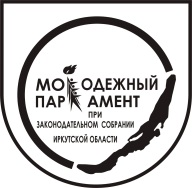 МОЛОДЕЖНЫЙ
ПАРЛАМЕНТ
ПРИ
ЗАКОНОДАТЕЛЬНОМ СОБРАНИИ
ИРКУТСКОЙ ОБЛАСТИ